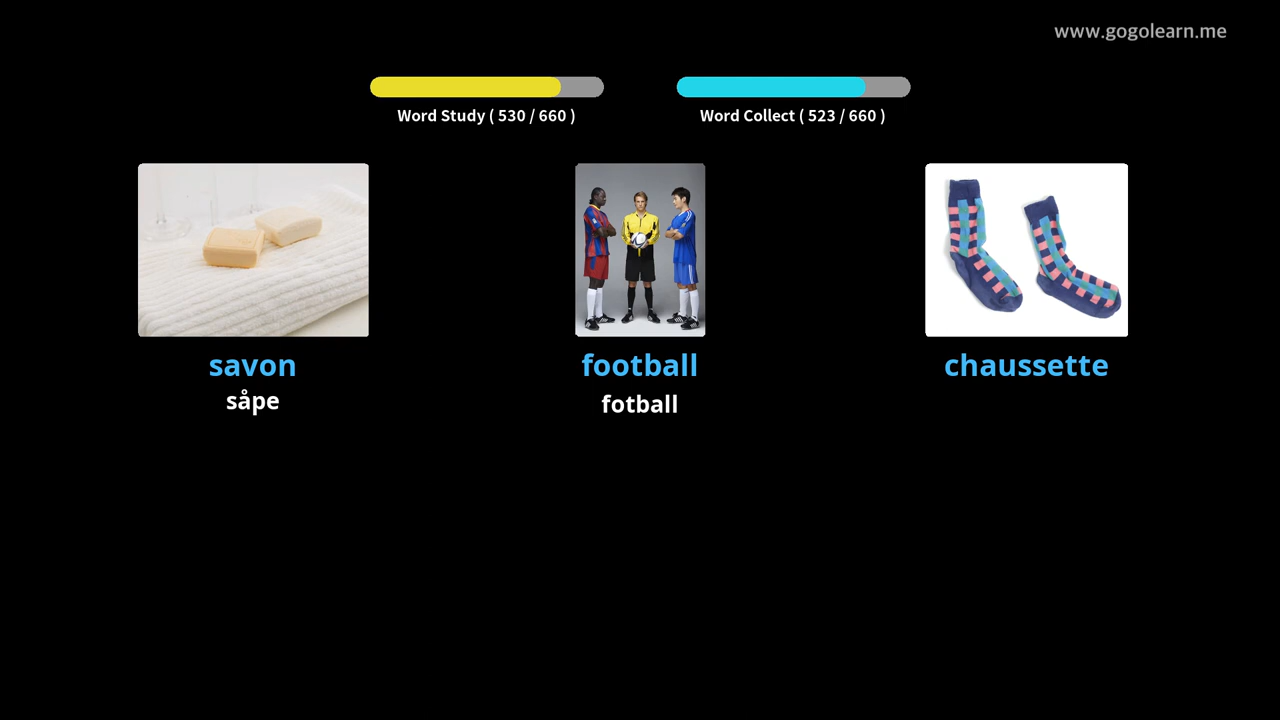 www.gogolearn.me
Word Study ( 530 / 660 )
Word Collect ( 523 / 660 )
savon
football
chaussette
såpe
fotball